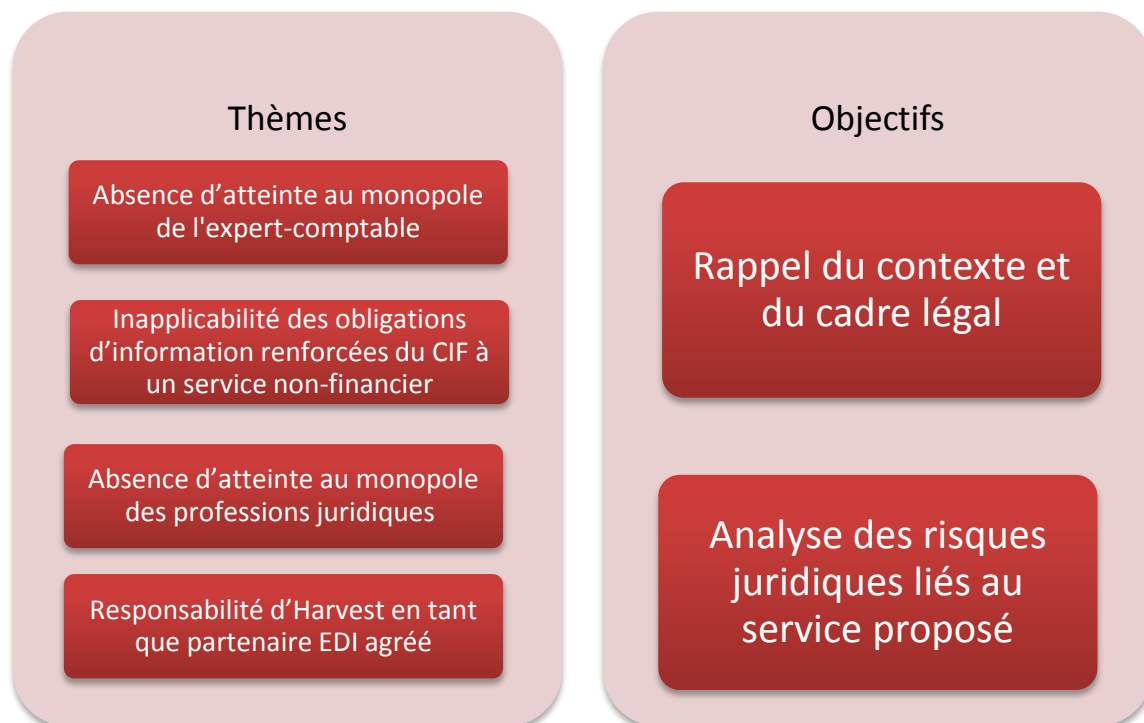 Thèmes
Absence d’atteinte au monopole
de l'expert-comptable
Inapplicabilité des obligations
d’information renforcées du CIF à
un service non-financier
Absence d’atteinte au monopole
des professions juridiques
Responsabilité d’Harvest en tant
que partenaire EDI agréé
Objectifs
Rappel du contexte et
du cadre légal
Analyse des risques
juridiques liés au
service proposé